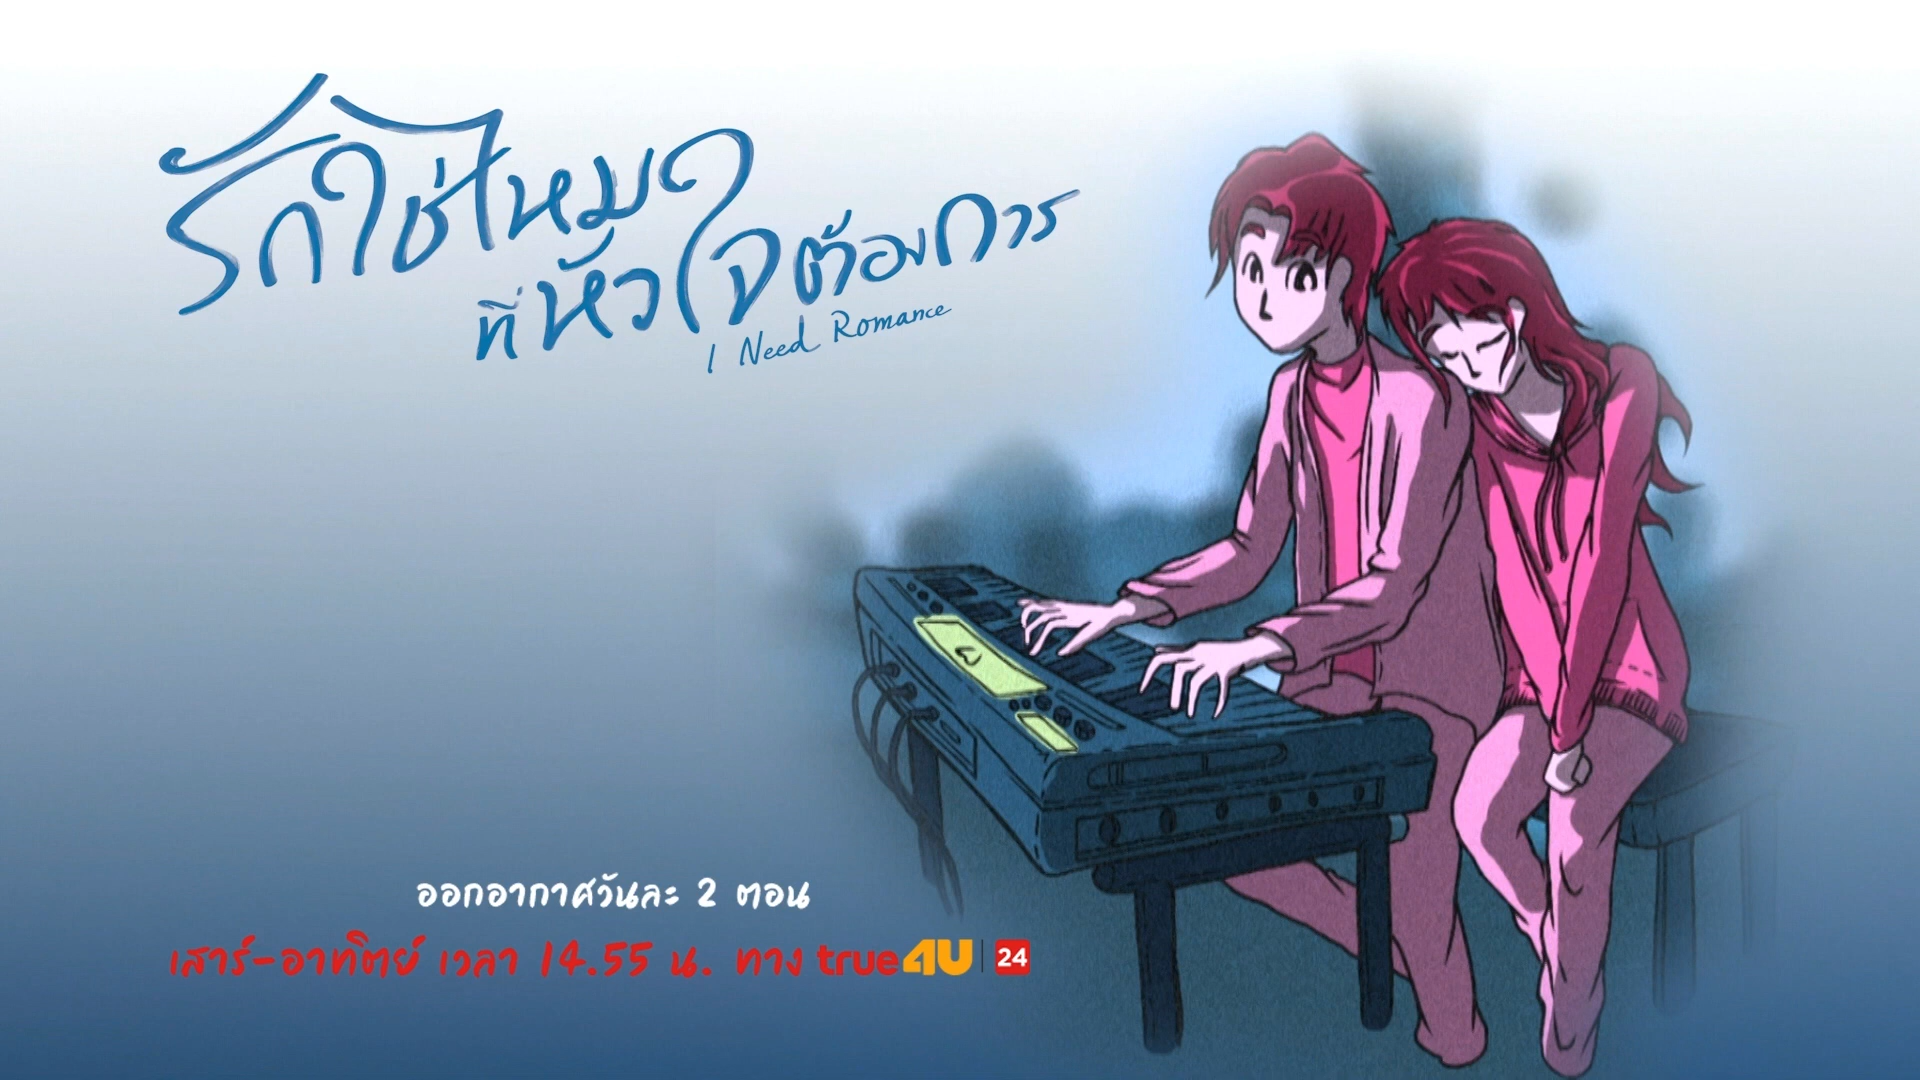 รักใช่ไหม
ที่หัวใจต้องการ
I Need Romance
ออกอากาศวันละ 2 ตอน
เสาร์-อาทิตย์ เวลา 14.55 น. ทาง true4U 24